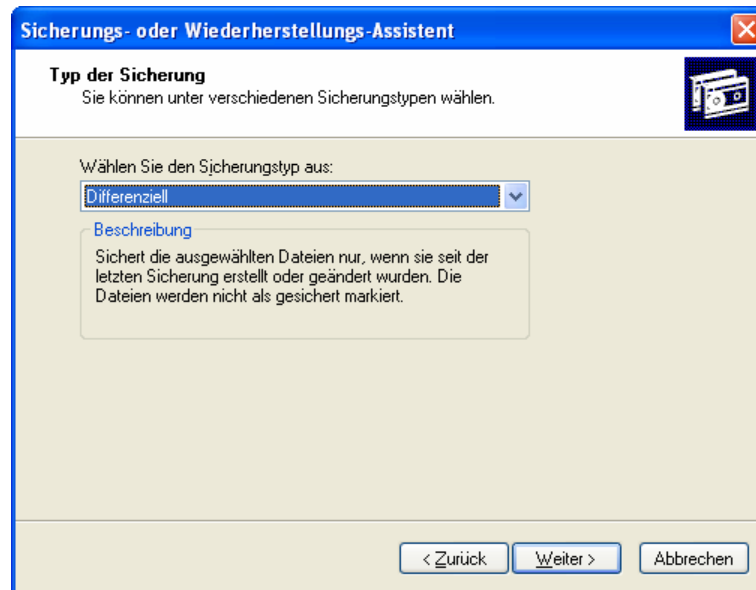 Sicherungs- oder Wiederherstellungs-Assistent
Typ der Sicherung
Sie können unter verschiedenen Sicherungstypen wählen.
Wählen Sie den Sicherungstyp aus:
Differenziell
Beschreibung
Sichert die ausgewählten Dateien nur, wenn sie seit der
letzten Sicherung erstellt oder geändert wurden. Die
Dateien werden nicht als gesichert markiert.
< Zurück
Weiter >
Abbrechen